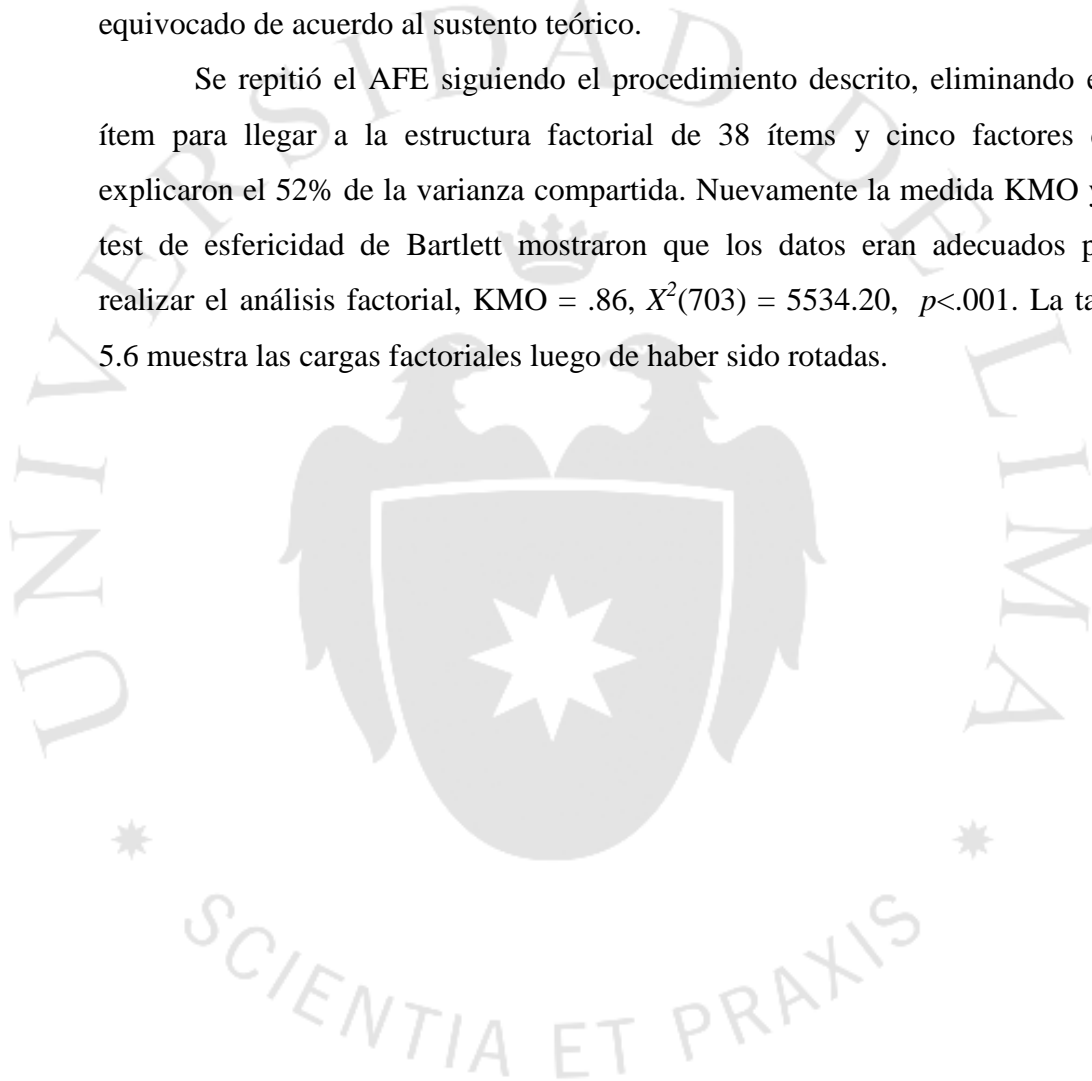 equivocado de acuerdo al sustento teórico.
Se repitió el AFE siguiendo el procedimiento descrito, eliminando
ítem para llegar a la estructura factorial de 38 ítems y cinco factores
explicaron el 52% de la varianza compartida. Nuevamente la medida KMO y
test de esfericidad de Bartlett mostraron que los datos eran adecuados
realizar el análisis factorial, KMO = .86, X²(703) = 5534.20, p<.001. La
5.6 muestra las cargas factoriales luego de haber sido rotadas.
UNIVERSIDAD DE LIMA
SCIENTIA ET PRAXIS